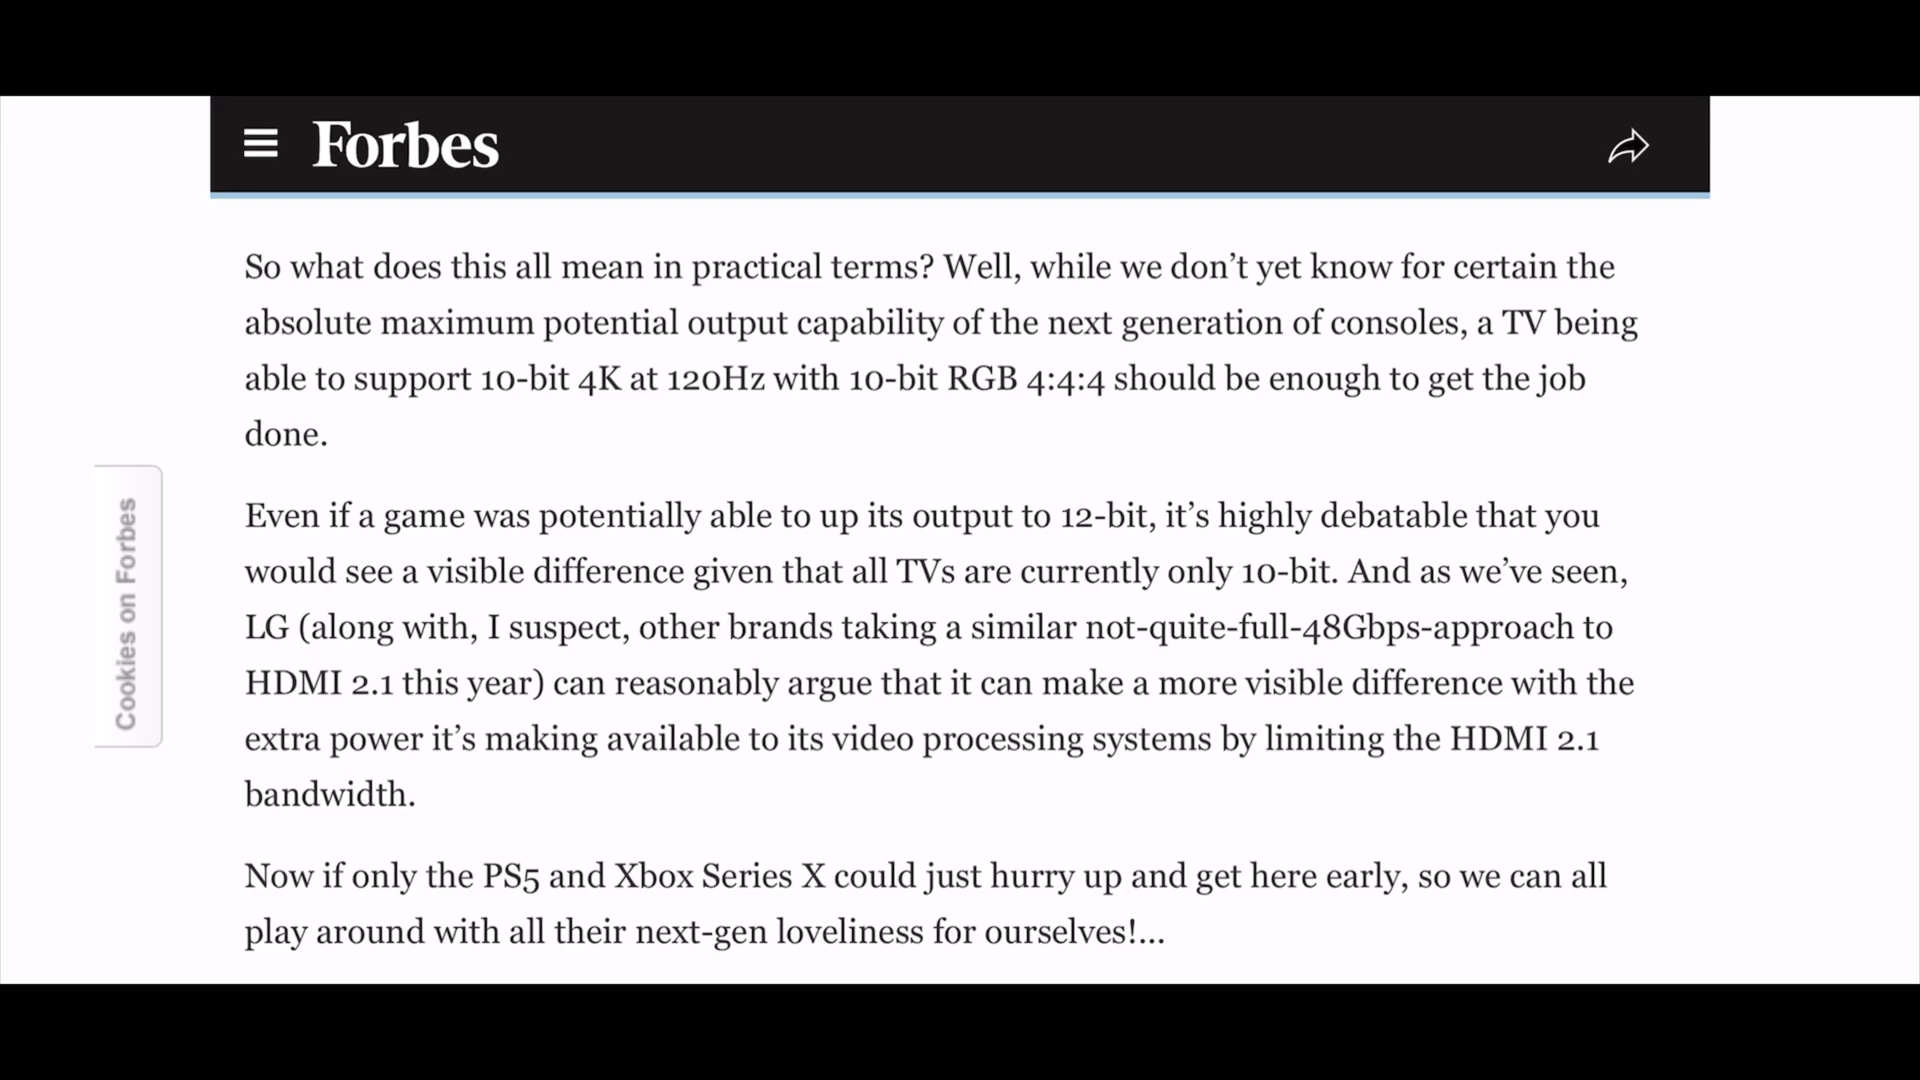 Forbes
So what does this all mean in practical terms? Well, while we don’t yet know for certain the
absolute maximum potential output capability of the next generation of consoles, a TV being
able to support 10-bit 4K at 120Hz with 10-bit RGB 4:4:4 should be enough to get the job
done.
Cookies on Forbes
Even if a game was potentially able to up its output to 12-bit, it’s highly debatable that you
would see a visible difference given that all TVs are currently only 10-bit. And as we’ve seen,
LG (along with, I suspect, other brands taking a similar not-quite-full-48Gbps-approach to
HDMI 2.1 this year) can reasonably argue that it can make a more visible difference with the
extra power it’s making available to its video processing systems by limiting the HDMI 2.1
bandwidth.
Now if only the PS5 and Xbox Series X could just hurry up and get here early, so we can all
play around with all their next-gen loveliness for ourselves!...